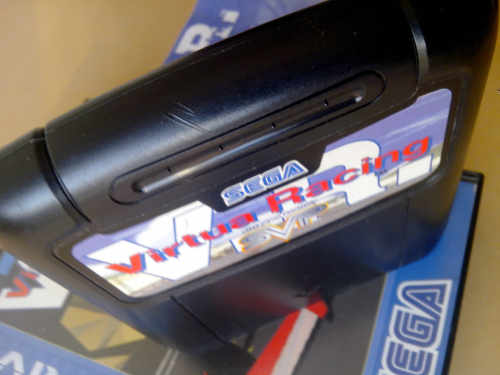 R.
SEGA
V R
Virtua Racing
SVP
SEGA